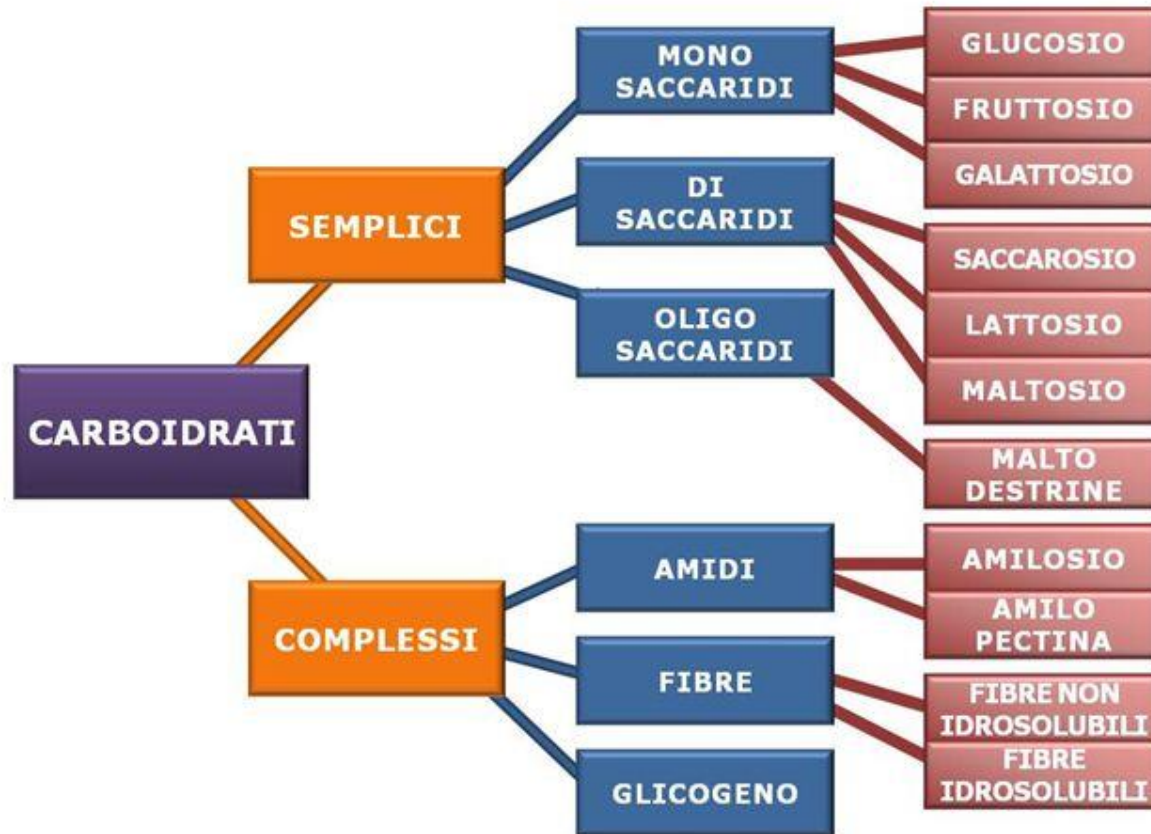 CARBOIDRATI
SEMPLICI
MONO
SACCARIDI
GLUCOSIO
FRUTTOSIO
GALATTOSIO
DI
SACCARIDI
SACCAROSIO
LATTOSIO
MALTOSIO
OLIGO
SACCARIDI
MALTO
DESTRINE
COMPLESSI
AMIDI
AMILOSIO
AMILO
PECTINA
FIBRE
FIBRE NON
IDROSOLUBILI
FIBRE
IDROSOLUBILI
GLICOGENO